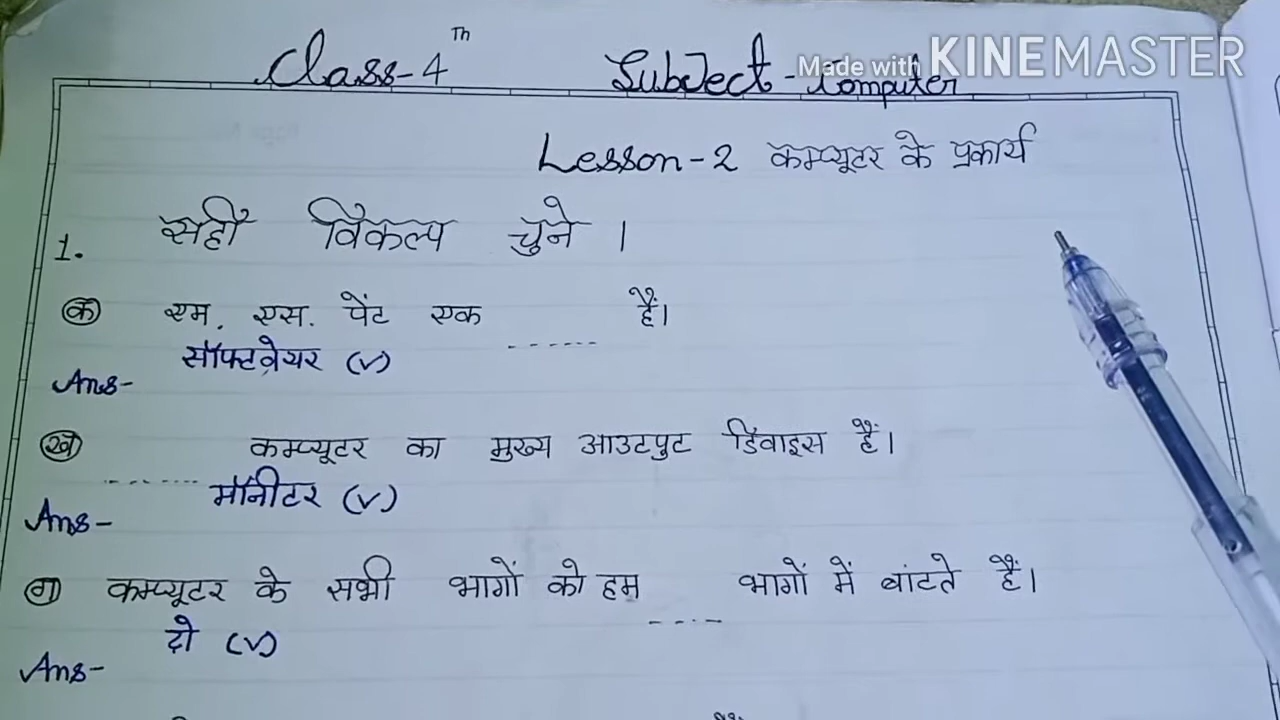 Class-4th Subject-Computer
Made with KINEMASTER
Lesson-2 कम्प्यूटर के प्रकार्य
1. सहीं विकल्प चुने ।
(क) एम. एस. पेंट एक ...... हैं।
Ans- सॉफ्टवेयर (✓)
(ख) ....... कम्प्यूटर का मुख्य आउटपुट डिवाइस हैं।
Ans- मॉनीटर (✓)
(ग) कम्प्यूटर के सभी भागों को हम ..... भागों में बांटते हैं।
Ans- दो (✓)